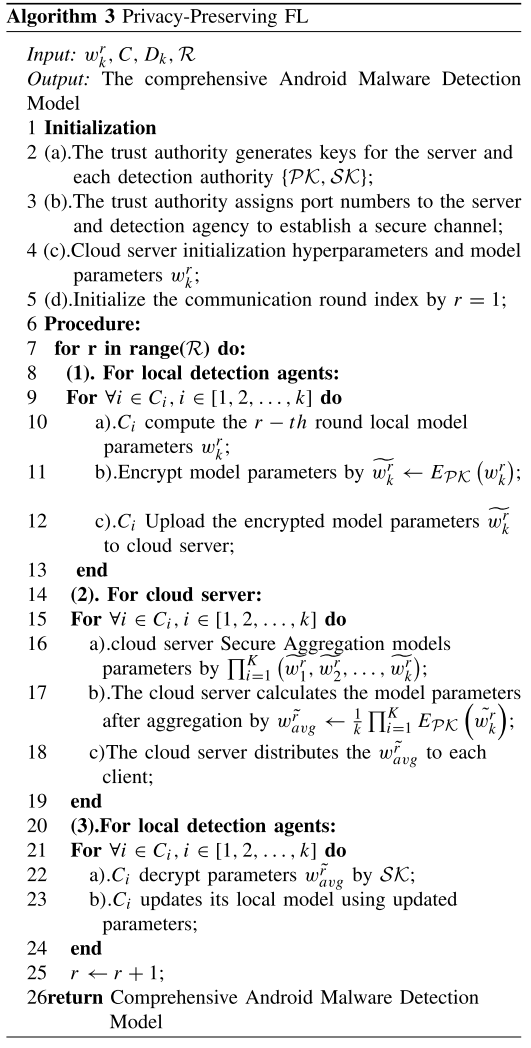 Algorithm 3 Privacy-Preserving FL
Input: $w_k^r$, $C$, $D_k$, $\mathcal{R}$
Output: The comprehensive Android Malware Detection
Model
1 Initialization
2 (a).The trust authority generates keys for the server and
each detection authority $\{\mathcal{PK}, \mathcal{SK}\}$;
3 (b).The trust authority assigns port numbers to the server
and detection agency to establish a secure channel;
4 (c).Cloud server initialization hyperparameters and model
parameters $w_k^r$;
5 (d).Initialize the communication round index by $r = 1$;
6 Procedure:
7 for r in range($\mathcal{R}$) do:
8 (1). For local detection agents:
9 For $\forall i \in C_i, i \in [1, 2, \ldots, k]$ do
10 a).$C_i$ compute the $r - th$ round local model
parameters $w_k^r$;
11 b).Encrypt model parameters by $\widetilde{w_k^r} \leftarrow E_{\mathcal{PK}}(w_k^r)$;
12 c).$C_i$ Upload the encrypted model parameters $\widetilde{w_k^r}$
to cloud server;
13 end
14 (2). For cloud server:
15 For $\forall i \in C_i, i \in [1, 2, \ldots, k]$ do
16 a).cloud server Secure Aggregation models
parameters by $\prod_{i=1}^{K}(\widetilde{w_1^r}, \widetilde{w_2^r}, \ldots, \widetilde{w_k^r})$;
17 b).The cloud server calculates the model parameters
after aggregation by $\tilde{w_{avg}^r} \leftarrow \frac{1}{k} \prod_{i=1}^{K} E_{\mathcal{PK}}\left(\tilde{w_k^r}\right)$;
18 c)The cloud server distributes the $\tilde{w_{avg}^r}$ to each
client;
19 end
20 (3).For local detection agents:
21 For $\forall i \in C_i, i \in [1, 2, \ldots, k]$ do
22 a).$C_i$ decrypt parameters $\tilde{w_{avg}^r}$ by $\mathcal{SK}$;
23 b).$C_i$ updates its local model using updated
parameters;
24 end
25 $r \leftarrow r + 1$;
26return Comprehensive Android Malware Detection
Model